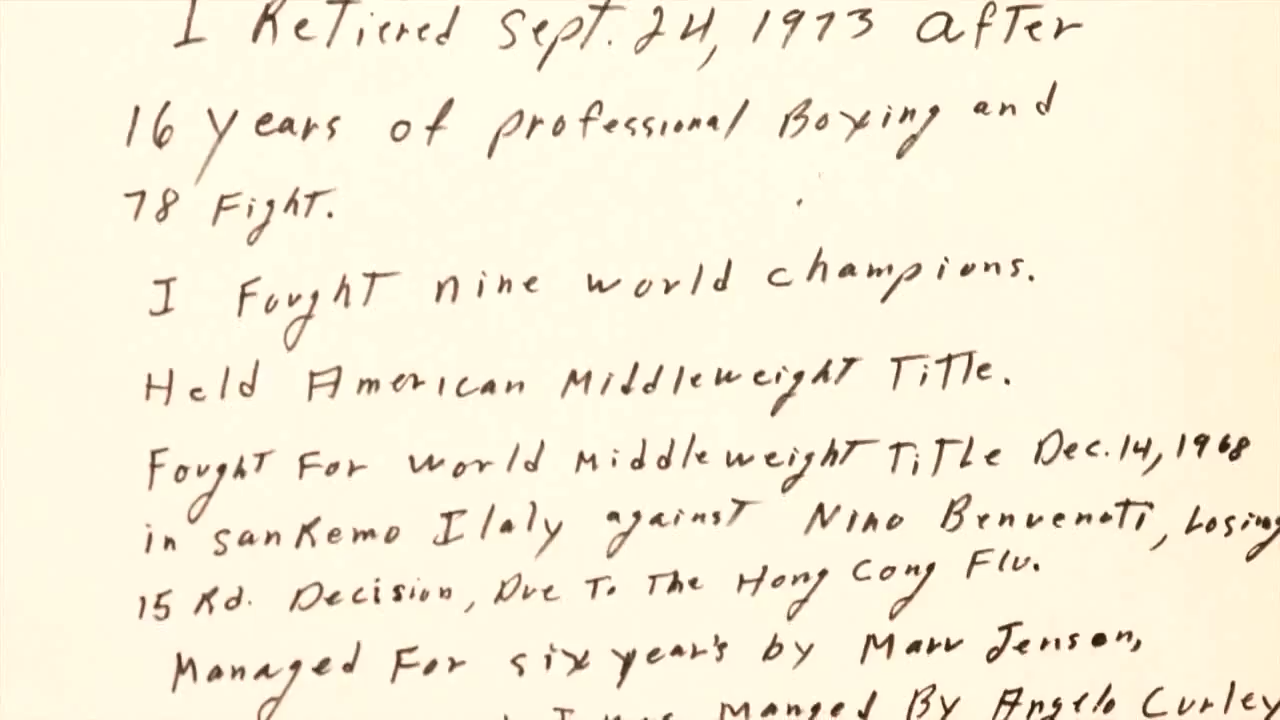 I Retiered Sept. 24, 1973 after
16 years of professional Boxing and
78 Fight.
I Fought nine world champions.
Held American Middleweight Title.
Fought For world Middleweight Title Dec. 14, 1968
in sanRemo Italy against Nino Benvenoti, Losing
15 Rd. Decision, Due To The Hong Cong Flu.
Managed For six year's by Marv Jenson,
manged By Angelo Curley